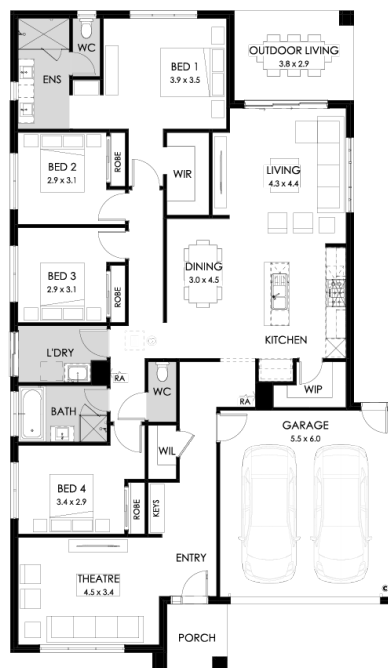 WC
BED 1
3.9 x 3.5
OUTDOOR LIVING
3.8 x 2.9
ENS
BED 2
2.9 x 3.1
ROBE
WIR
LIVING
4.3 x 4.4
BED 3
2.9 x 3.1
ROBE
DINING
3.0 x 4.5
KITCHEN
L'DRY
RA
WC
WIP
RA
BATH
GARAGE
5.5 x 6.0
WIL
BED 4
3.4 x 2.9
ROBE
KEYS
ENTRY
THEATRE
4.5 x 3.4
PORCH
©